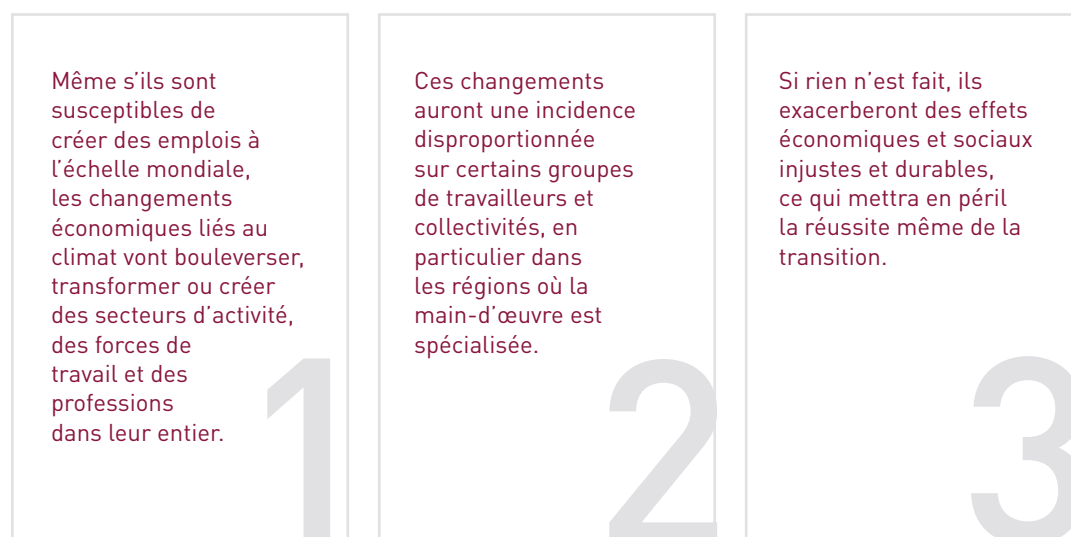 Même s’ils sont
susceptibles de
créer des emplois à
l’échelle mondiale,
les changements
économiques liés au
climat vont bouleverser,
transformer ou créer
des secteurs d’activité,
des forces de
travail et des
professions
dans leur entier.
1
Ces changements
auront une incidence
disproportionnée
sur certains groupes
de travailleurs et
collectivités, en
particulier dans
les régions où la
main-d’œuvre est
spécialisée.
2
Si rien n’est fait, ils
exacerberont des effets
économiques et sociaux
injustes et durables,
ce qui mettra en péril
la réussite même de la
transition.
3